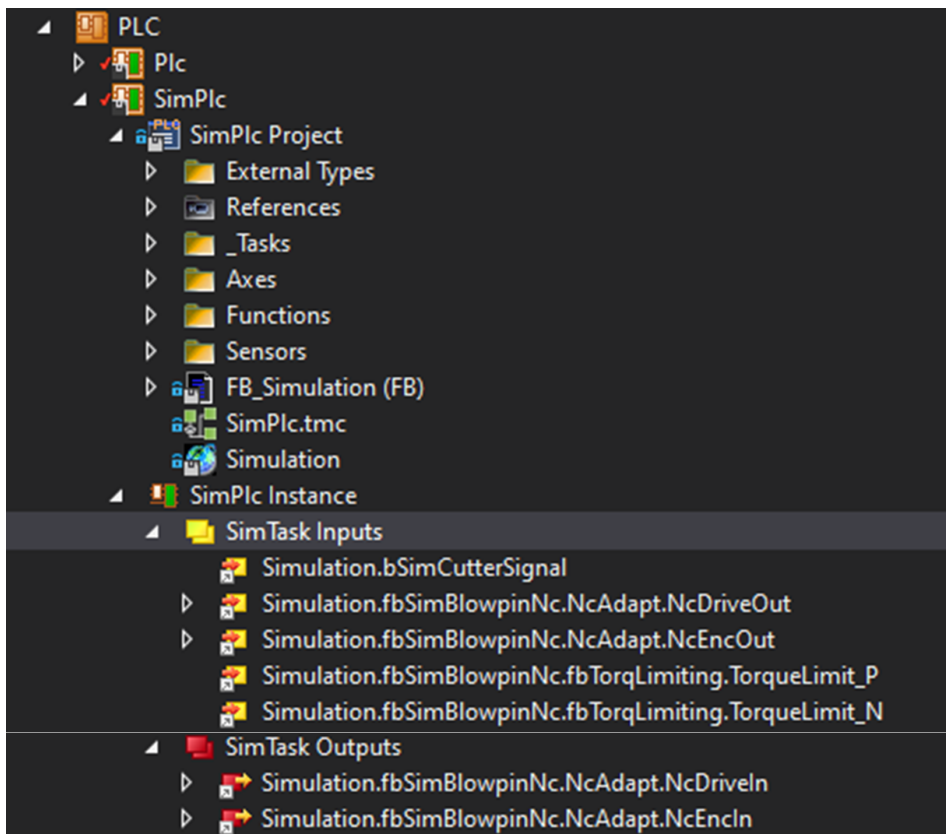 PLC
Plc
SimPlc
SimPlc Project
External Types
References
_Tasks
Axes
Functions
Sensors
FB_Simulation (FB)
SimPlc.tmc
Simulation
SimPlc Instance
SimTask Inputs
Simulation.bSimCutterSignal
Simulation.fbSimBlowpinNc.NcAdapt.NcDriveOut
Simulation.fbSimBlowpinNc.NcAdapt.NcEncOut
Simulation.fbSimBlowpinNc.fbTorqLimiting.TorqueLimit_P
Simulation.fbSimBlowpinNc.fbTorqLimiting.TorqueLimit_N
SimTask Outputs
Simulation.fbSimBlowpinNc.NcAdapt.NcDriveIn
Simulation.fbSimBlowpinNc.NcAdapt.NcEncIn